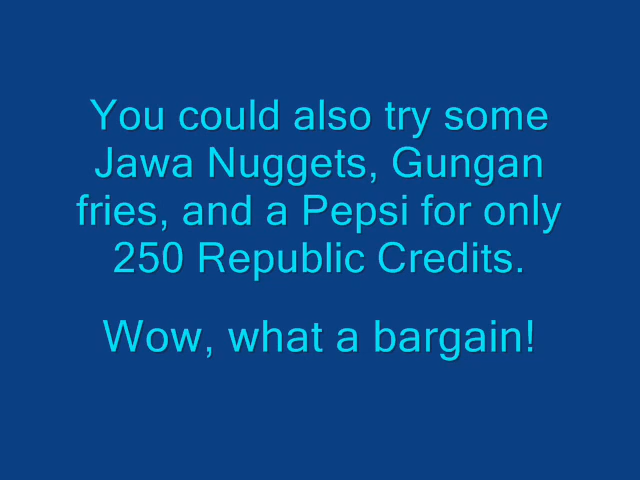 You could also try some
Jawa Nuggets, Gungan
fries, and a Pepsi for only
250 Republic Credits.
Wow, what a bargain!